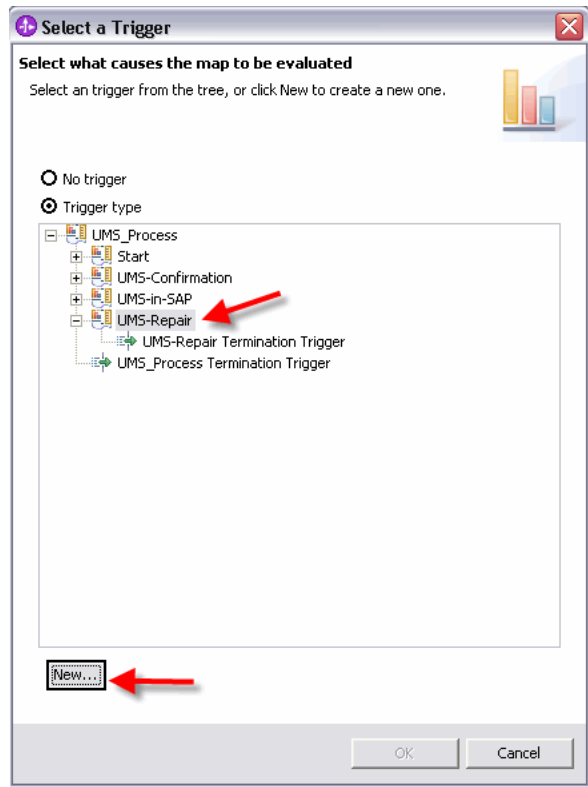 Select a Trigger
Select what causes the map to be evaluated
Select an trigger from the tree, or click New to create a new one.
No trigger
Trigger type
UMS_Process
Start
UMS-Confirmation
UMS-in-SAP
UMS-Repair
UMS-Repair Termination Trigger
UMS_Process Termination Trigger
New...
OK
Cancel